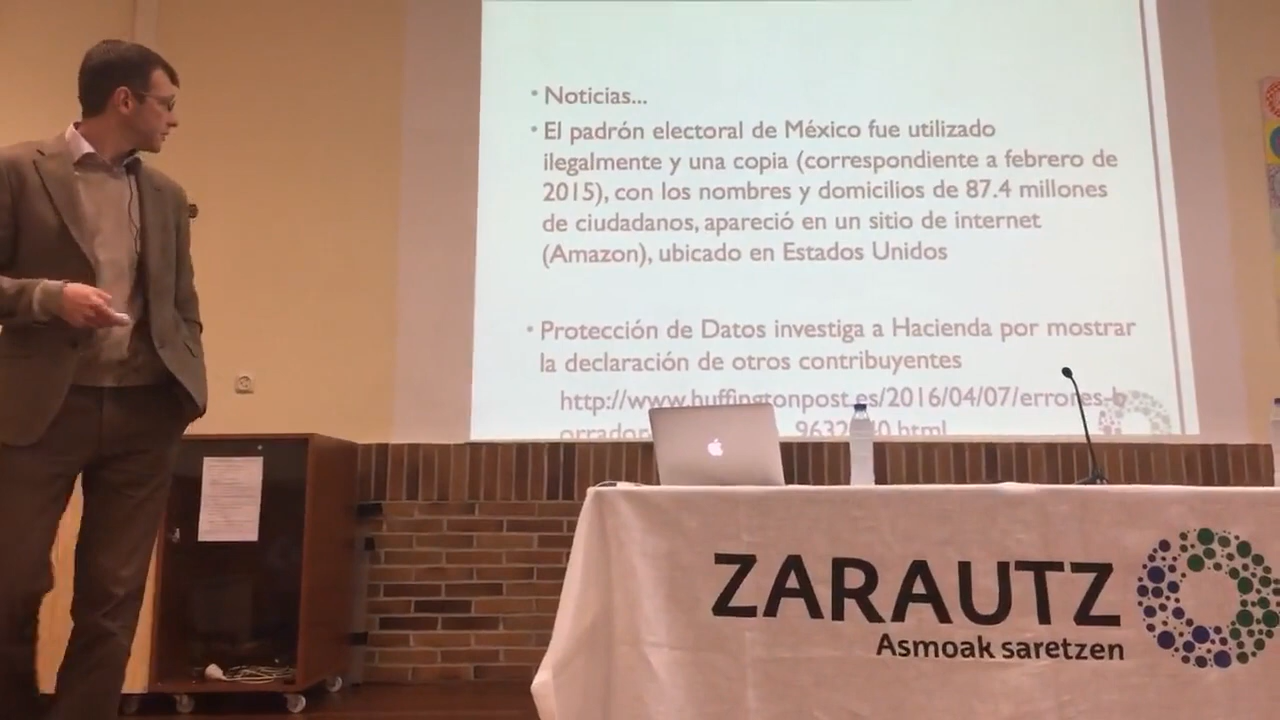 Noticias...
El padrón electoral de México fue utilizado
ilegalmente y una copia (correspondiente a febrero de
2015), con los nombres y domicilios de 87.4 millones
de ciudadanos, apareció en un sitio de internet
(Amazon), ubicado en Estados Unidos
Protección de Datos investiga a Hacienda por mostrar
la declaración de otros contribuyentes
http://www.huffingtonpost.es/2016/04/07/errores-b
ZARAUTZ
Asmoak saretzen